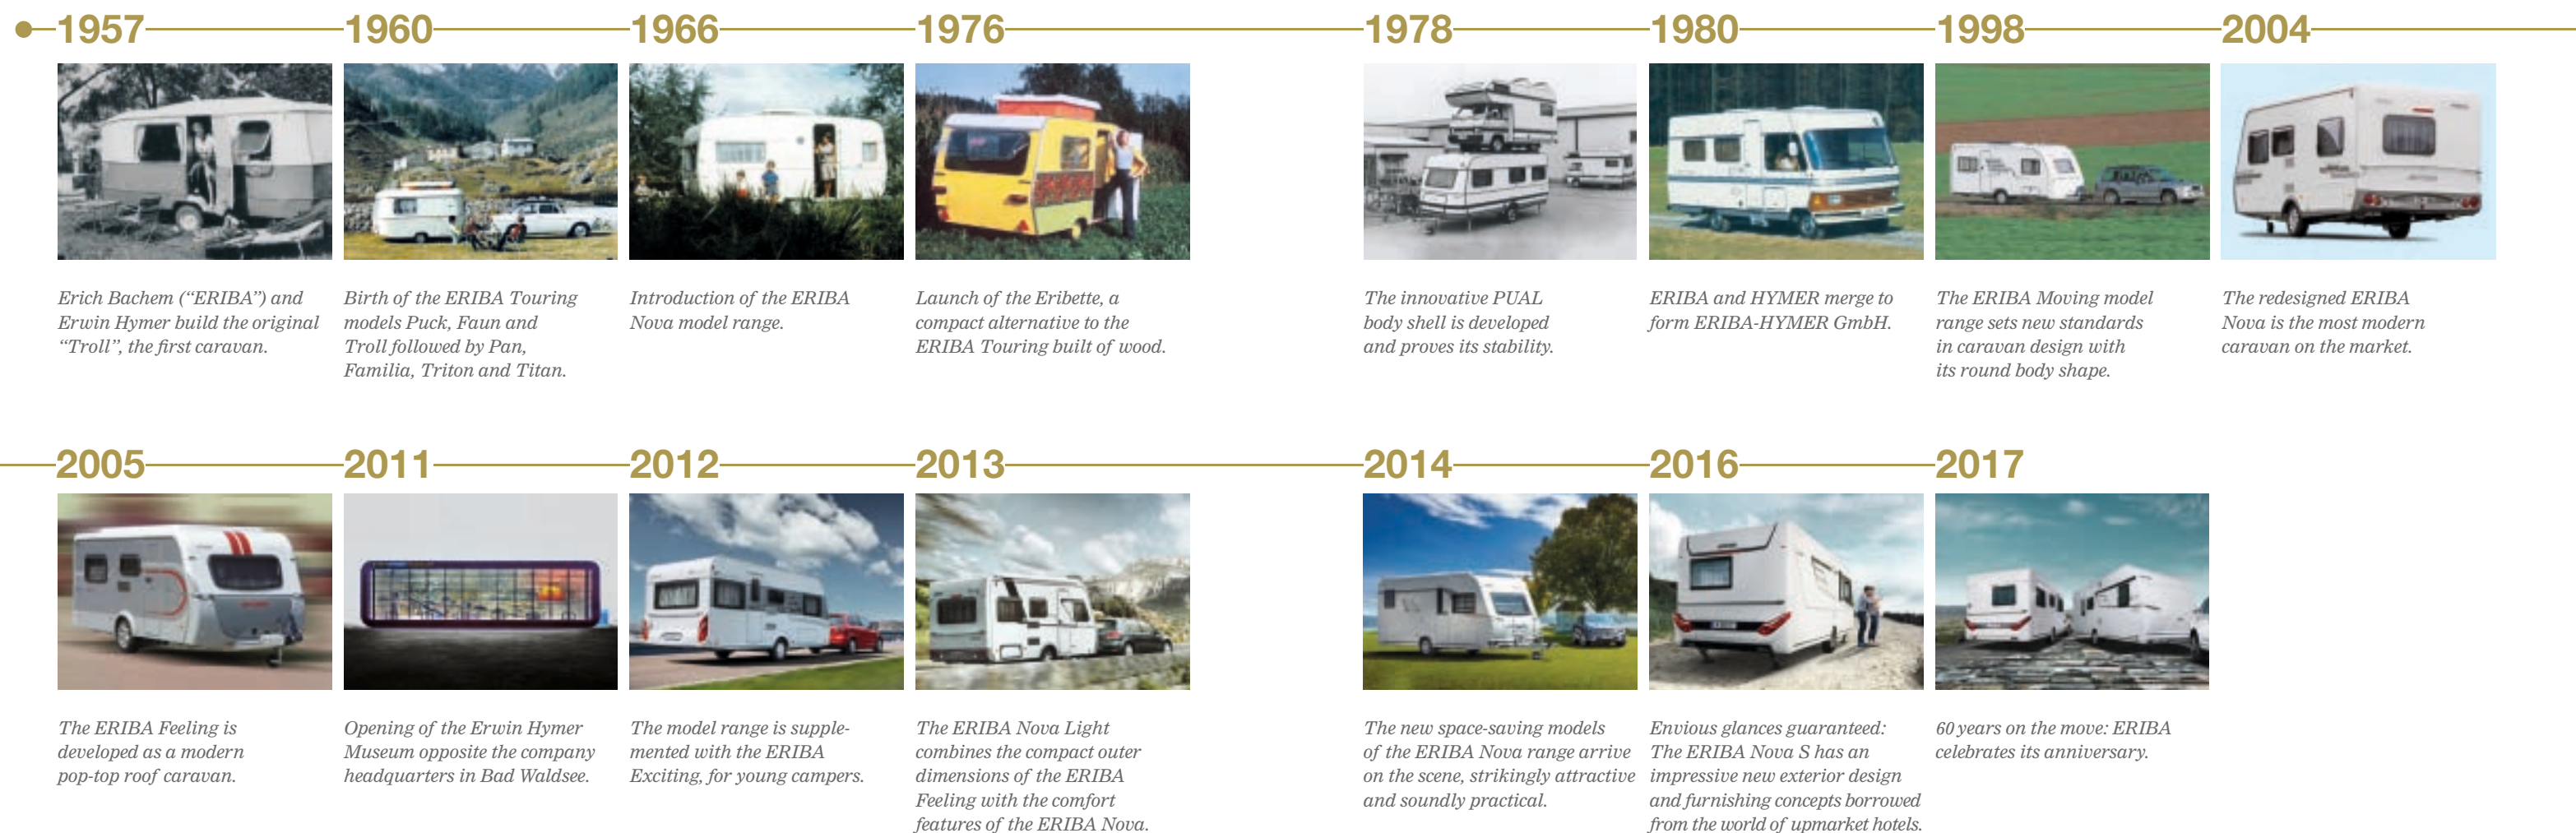 1957
Erich Bachem (“ERIBA”) and
Erwin Hymer build the original
“Troll”, the first caravan.
1960
Birth of the ERIBA Touring
models Puck, Faun and
Troll followed by Pan,
Familia, Triton and Titan.
1966
Introduction of the ERIBA
Nova model range.
1976
Launch of the Eribette, a
compact alternative to the
ERIBA Touring built of wood.
1978
The innovative PUAL
body shell is developed
and proves its stability.
1980
ERIBA and HYMER merge to
form ERIBA-HYMER GmbH.
1998
The ERIBA Moving model
range sets new standards
in caravan design with
its round body shape.
2004
The redesigned ERIBA
Nova is the most modern
caravan on the market.
2005
The ERIBA Feeling is
developed as a modern
pop-top roof caravan.
2011
Opening of the Erwin Hymer
Museum opposite the company
headquarters in Bad Waldsee.
2012
The model range is supple-
mented with the ERIBA
Exciting, for young campers.
2013
The ERIBA Nova Light
combines the compact outer
dimensions of the ERIBA
Feeling with the comfort
features of the ERIBA Nova.
2014
The new space-saving models
of the ERIBA Nova range arrive
on the scene, strikingly attractive
and soundly practical.
2016
Envious glances guaranteed:
The ERIBA Nova S has an
impressive new exterior design
and furnishing concepts borrowed
from the world of upmarket hotels.
2017
60 years on the move: ERIBA
celebrates its anniversary.